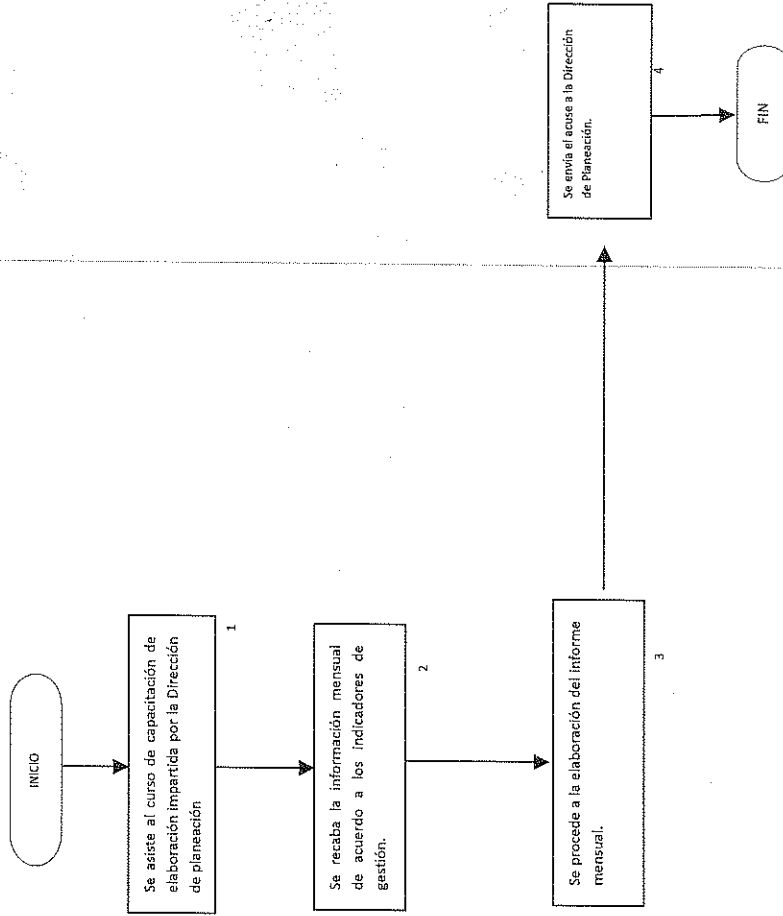 INICIO
Se asiste al curso de capacitación de
elaboración impartida por la Dirección
de planeación
1
Se recaba la información mensual
de acuerdo a los indicadores de
gestión.
2
Se procede a la elaboración del informe
mensual.
3
Se envía el acuse a la Dirección
de Planeación.
4
FIN